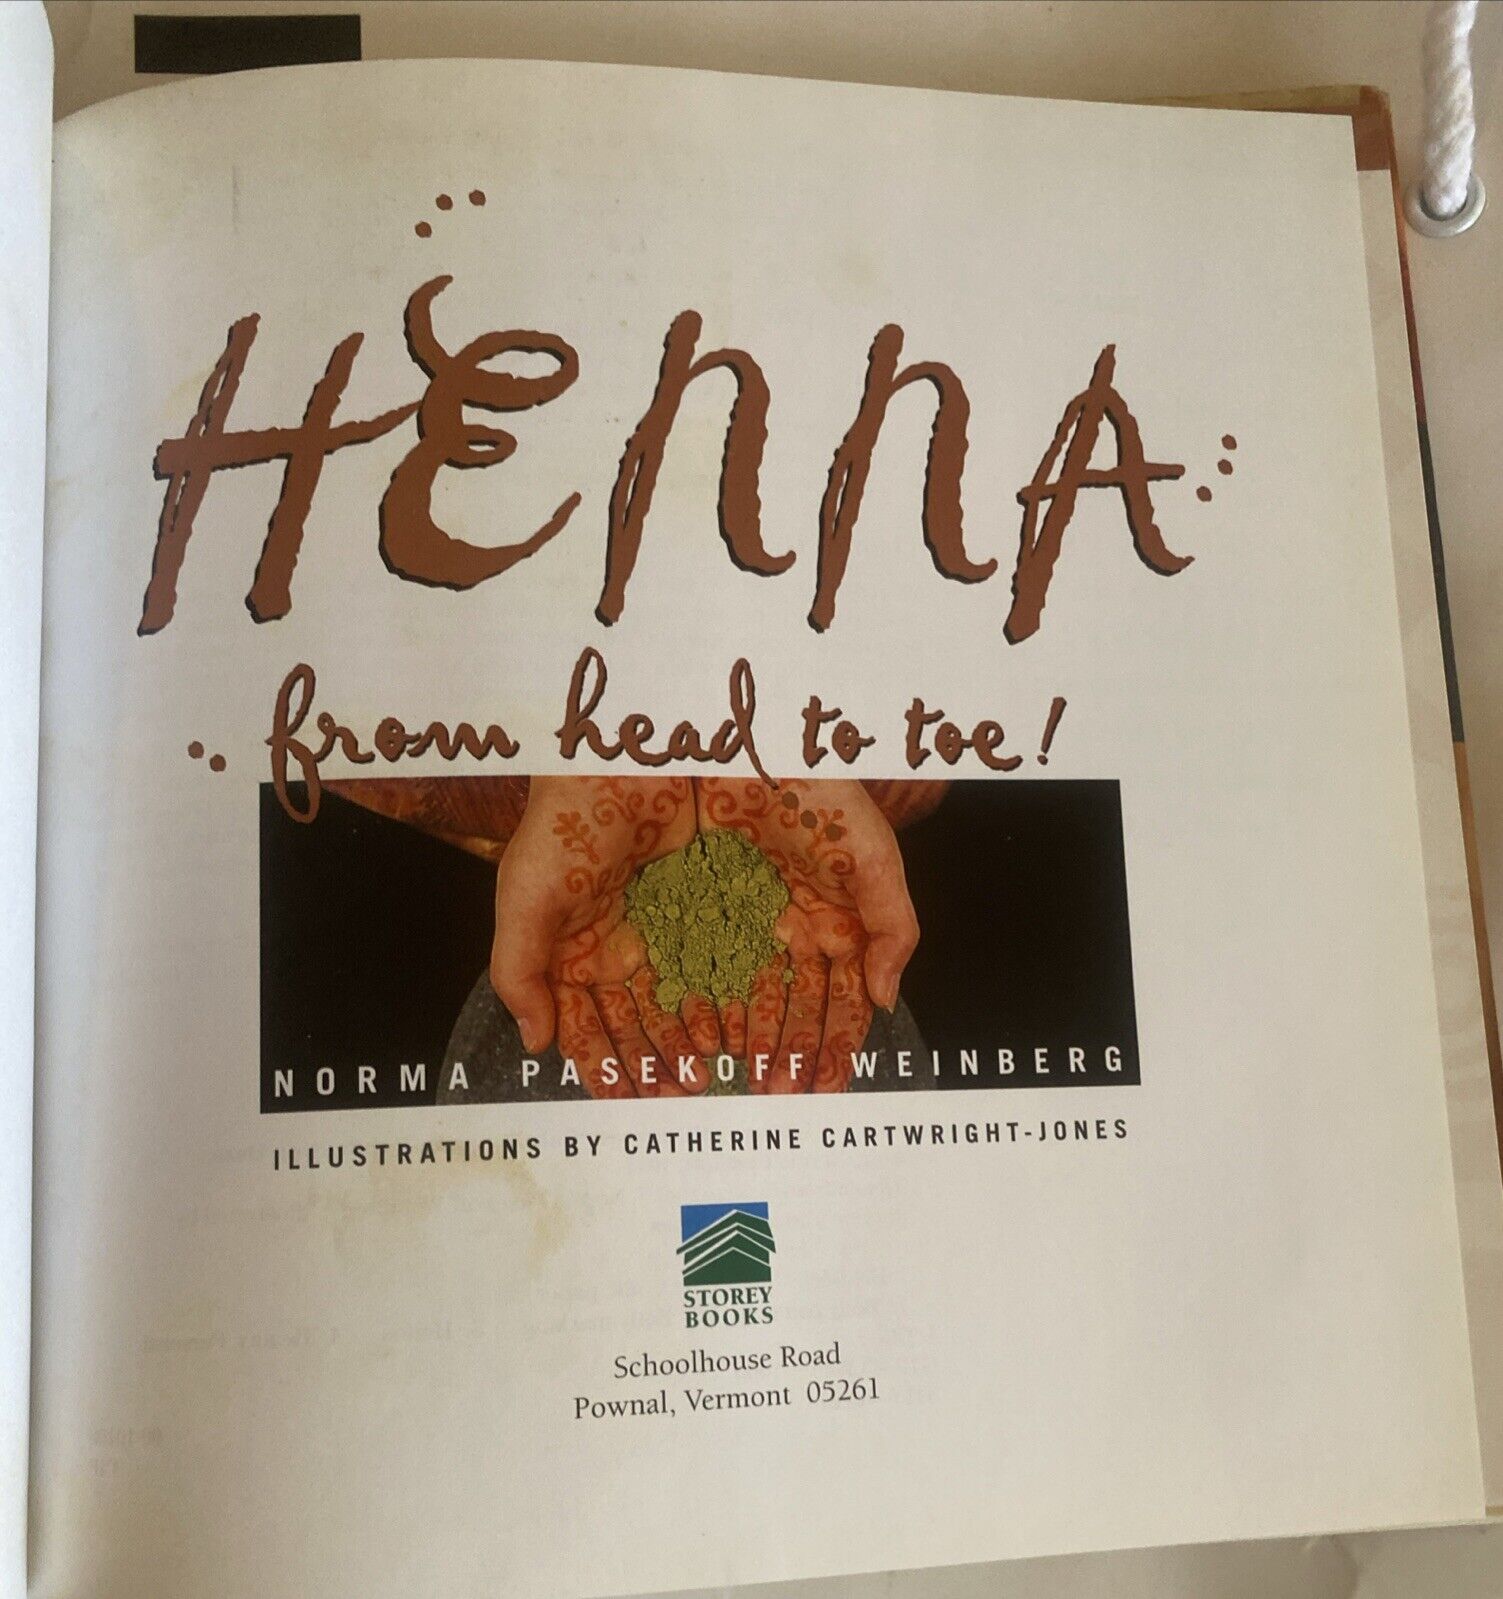 HENNA
from head to toe!
NORMA PASEKOFF WEINBERG
ILLUSTRATIONS BY CATHERINE CARTWRIGHT-JONES
STOREY
BOOKS
Schoolhouse Road
Pownal, Vermont 05261